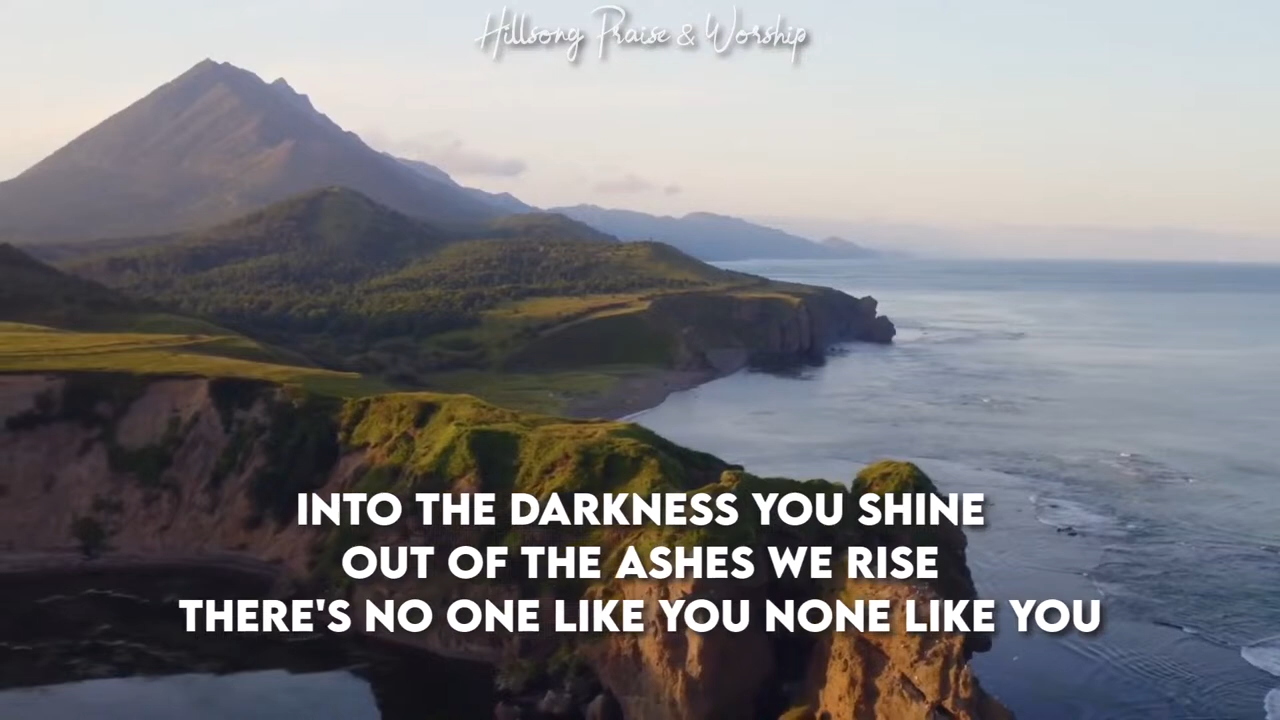 Hillsong Praise & Worship
INTO THE DARKNESS YOU SHINE
OUT OF THE ASHES WE RISE
THERE'S NO ONE LIKE YOU NONE LIKE YOU